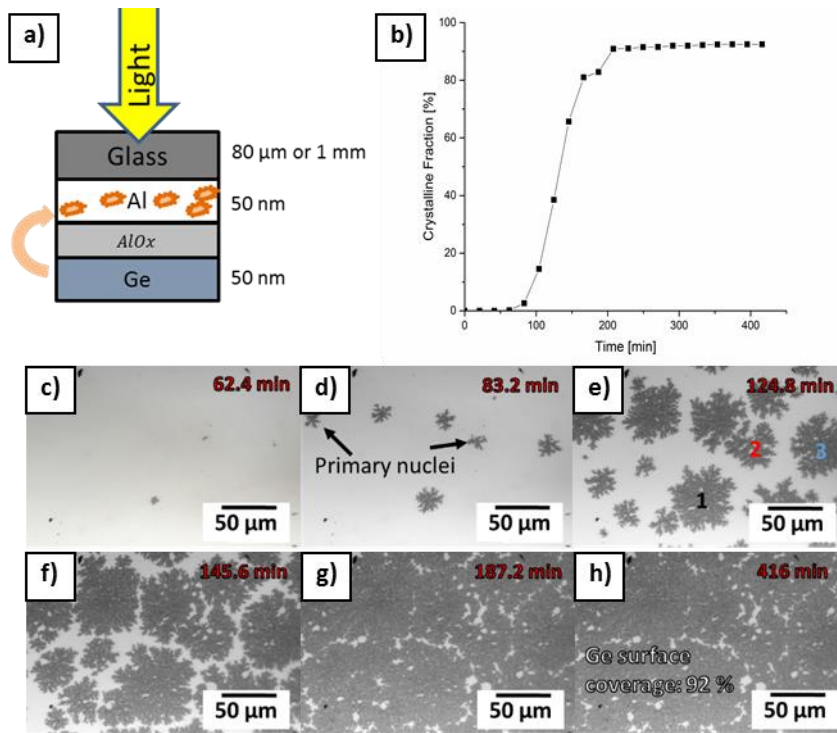 a)
Light
Glass
80 µm or 1 mm
Al
50 nm
AlOx
Ge
50 nm
b)
100
80
60
40
20
0
Crystalline Fraction [%]
0
100
200
300
400
Time [min]
c)
62.4 min
50 µm
d)
83.2 min
Primary nuclei
50 µm
e)
124.8 min
2
3
1
50 µm
f)
145.6 min
50 µm
g)
187.2 min
50 µm
h)
416 min
Ge surface
coverage: 92 %
50 µm